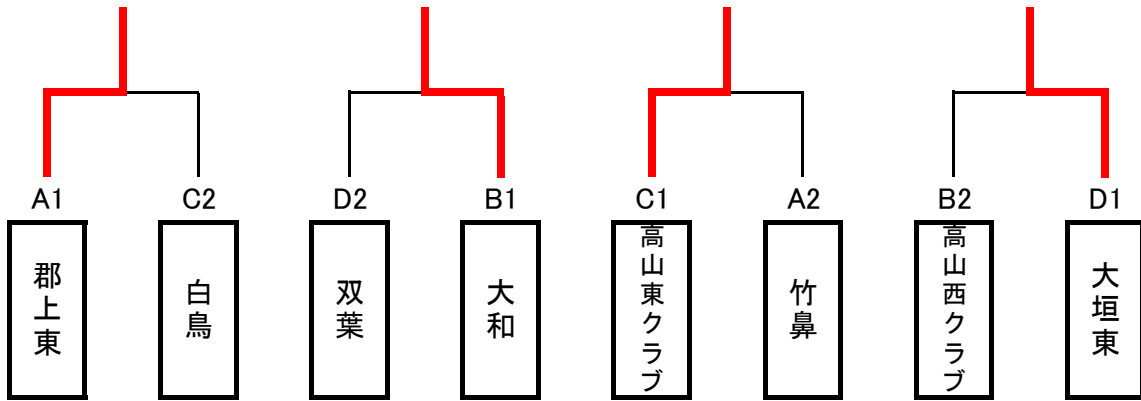 A1 C2 D2 B1 C1 A2 B2 D1
郡上東
白鳥
双葉
大和
高山東クラブ
竹鼻
高山西クラブ
大垣東